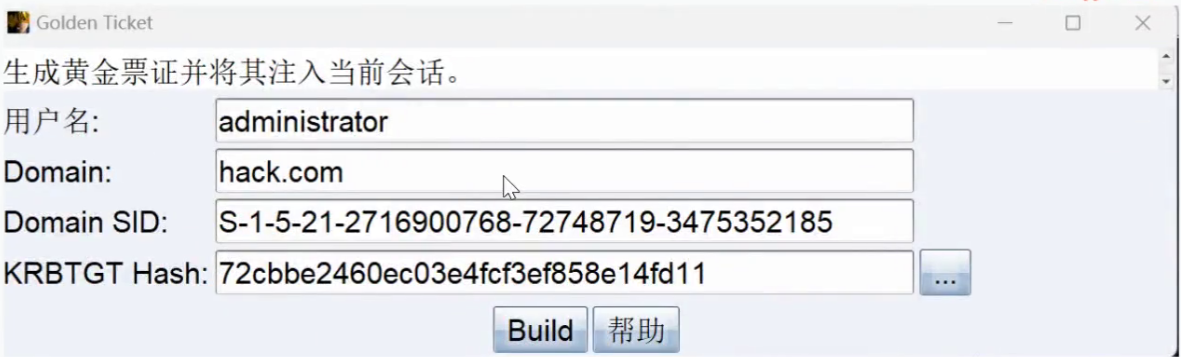 Golden Ticket
生成黄金票证并将其注入当前会话。
用户名: administrator
Domain: hack.com
Domain SID: S-1-5-21-2716900768-72748719-3475352185
KRBTGT Hash: 72cbbe2460ec03e4fcf3ef858e14fd11 ...
Build 帮助